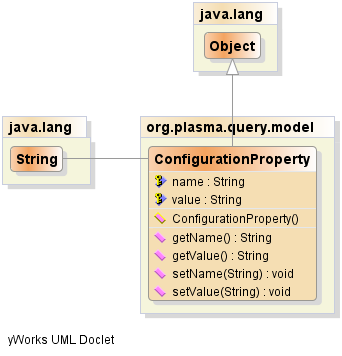 java.lang
Object
java.lang
String
org.plasma.query.model
ConfigurationProperty
name : String
value : String
ConfigurationProperty()
getName() : String
getValue() : String
setName(String) : void
setValue(String) : void
yWorks UML Doclet